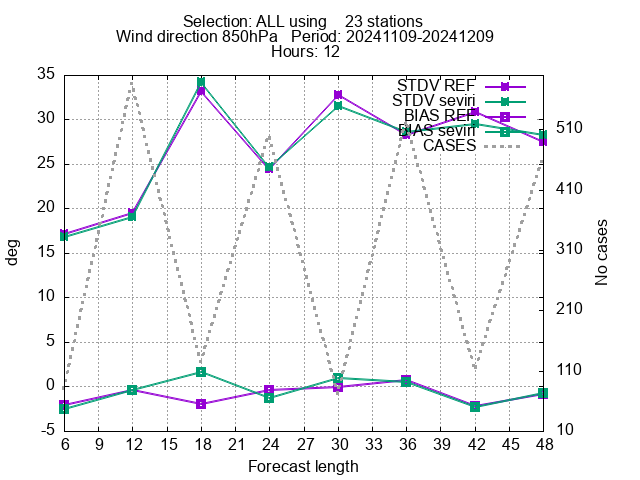 Selection: ALL using    23 stations
Wind direction 850hPa   Period: 20241109-20241209
Hours: 12
STDV REF
STDV seviri
BIAS REF
BIAS seviri
CASES
35
30
25
20
15
10
5
0
-5
deg
510
410
310
210
110
10
No cases
6 9 12 15 18 21 24 27 30 33 36 39 42 45 48
Forecast length